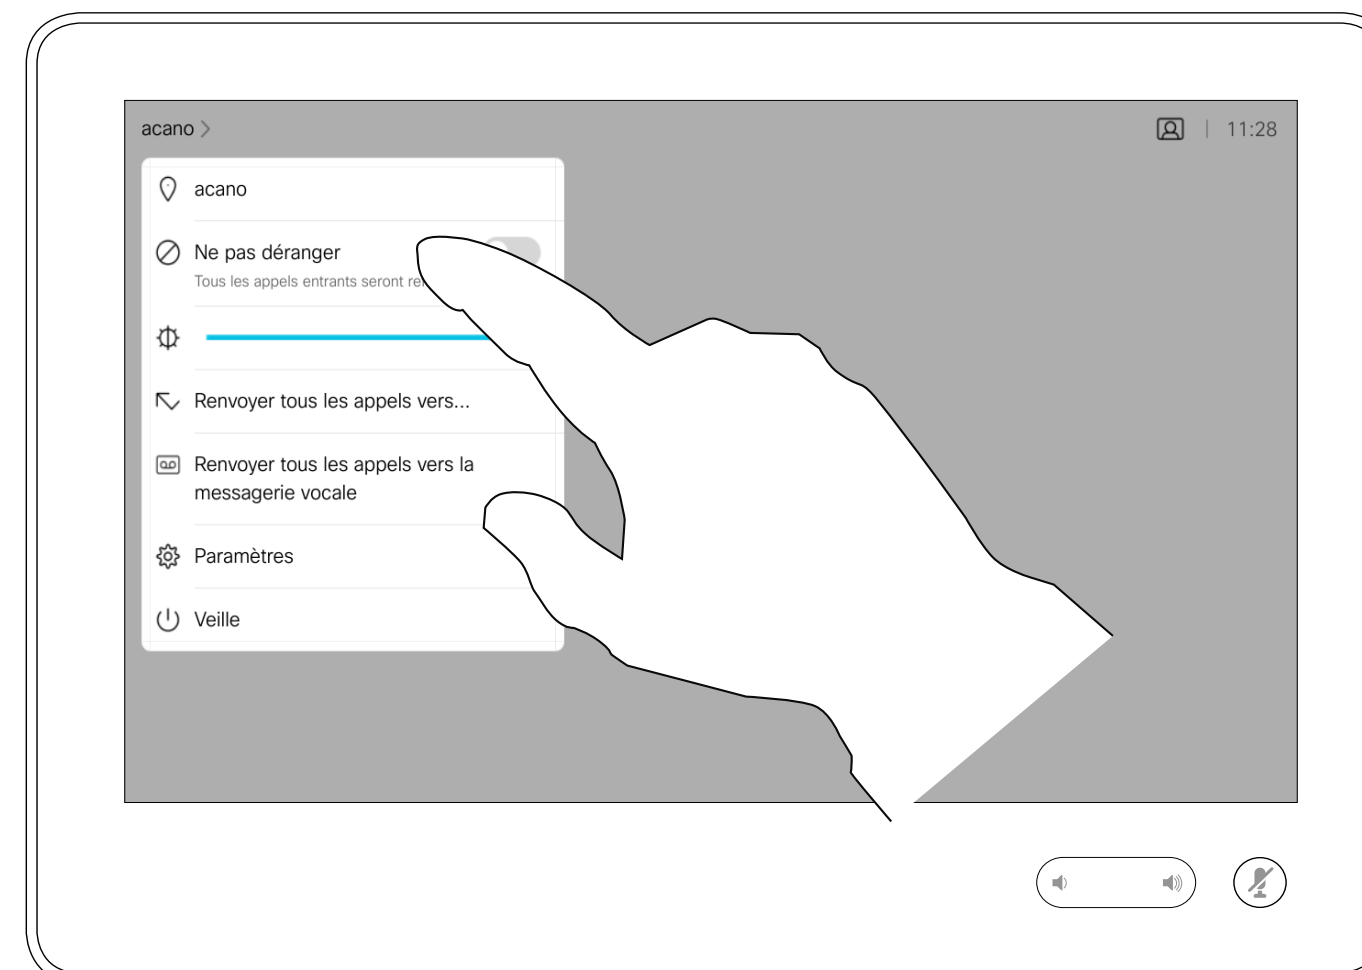 acano
11:28
acano
Ne pas déranger
Tous les appels entrants seront
Renvoyer tous les appels vers...
Renvoyer tous les appels vers la
messagerie vocale
Paramètres
Veille